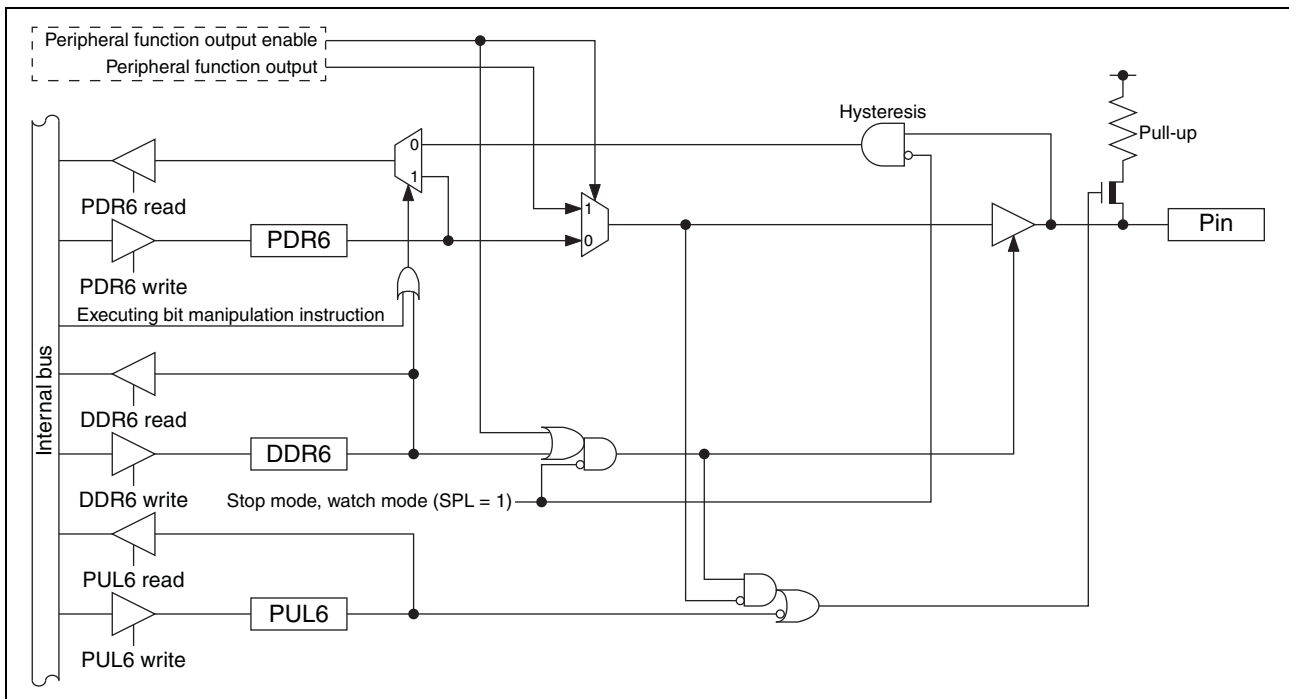 Peripheral function output enable
Peripheral function output
Hysteresis
Pull-up
0
1
PDR6 read
1
0
PDR6
Pin
PDR6 write
Executing bit manipulation instruction
Internal bus
DDR6 read
DDR6
DDR6 write
Stop mode, watch mode (SPL = 1)
PUL6 read
PUL6
PUL6 write